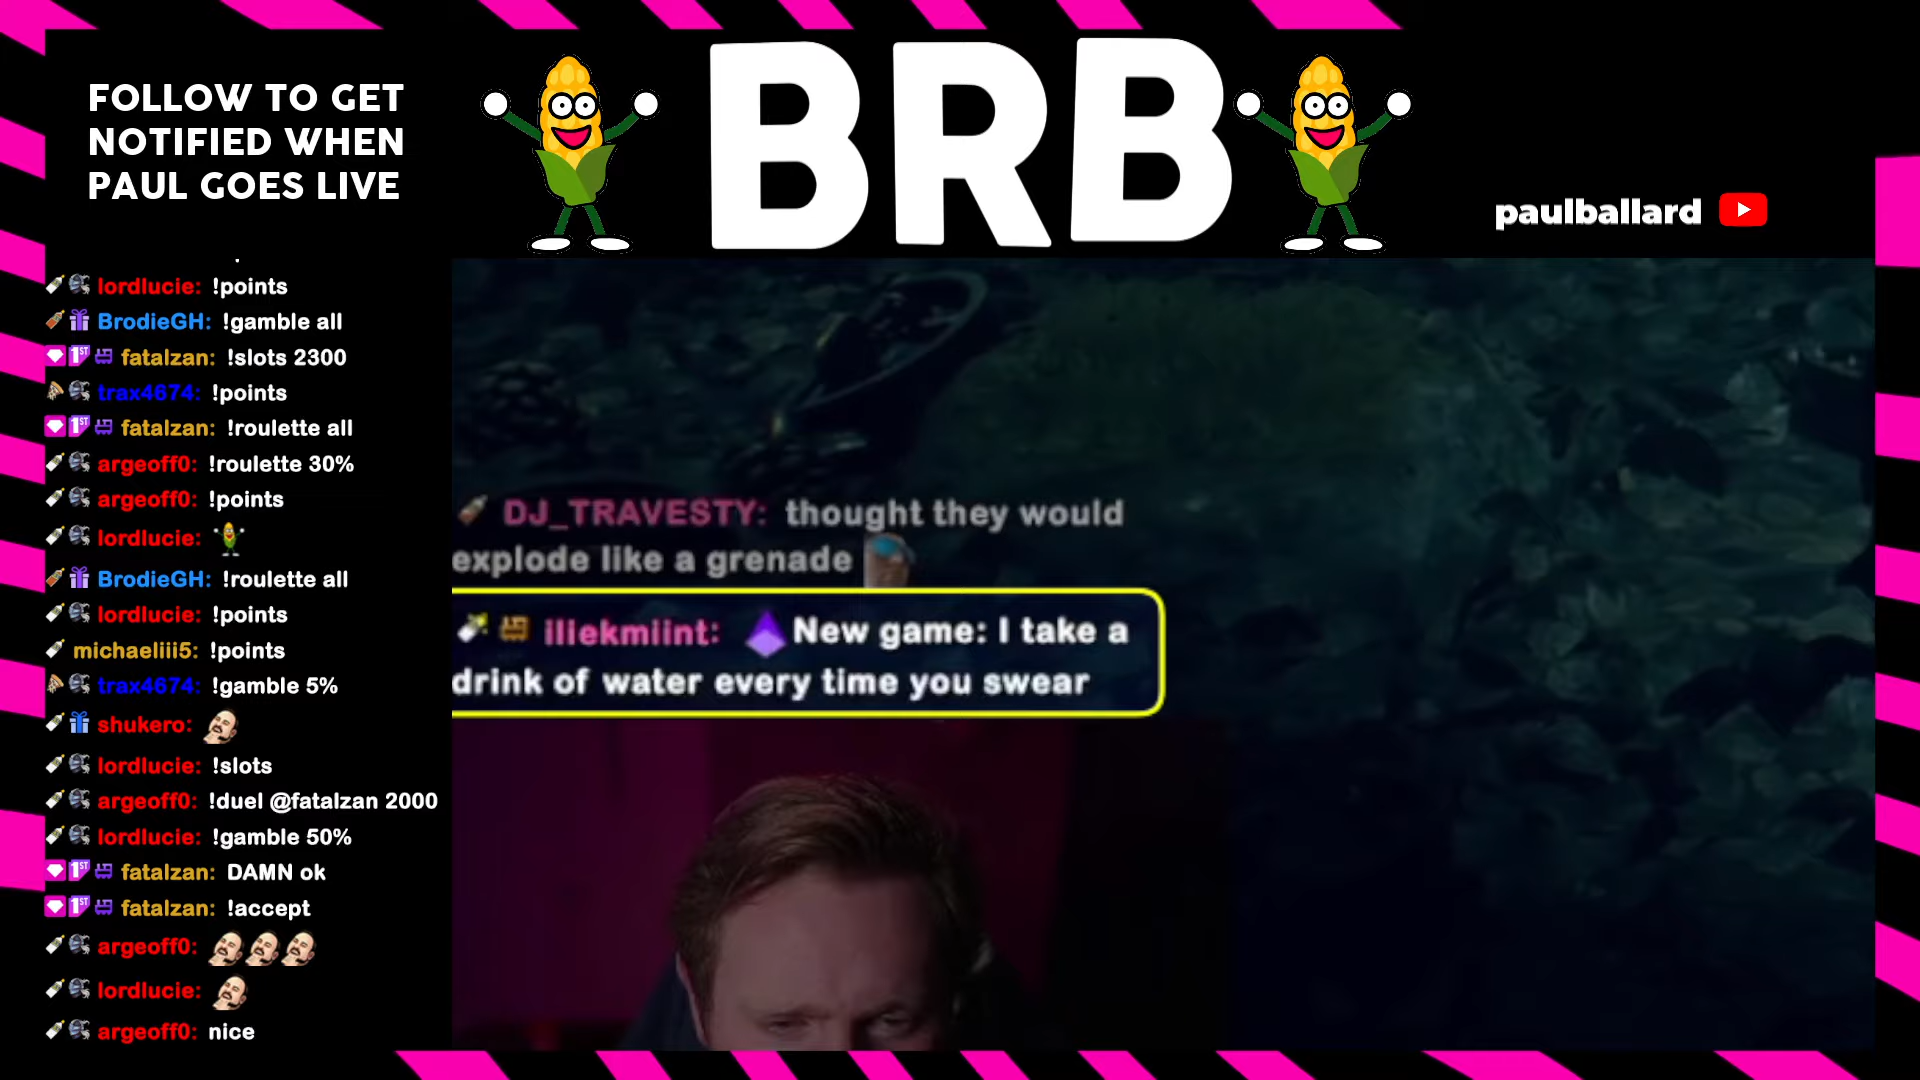 FOLLOW TO GET
NOTIFIED WHEN
PAUL GOES LIVE
BRB
paulballard
lordlucie: !points
BrodieGH: !gamble all
1ST fatalzan: !slots 2300
trax4674: !points
1ST fatalzan: !roulette all
argeoff0: !roulette 30%
argeoff0: !points
lordlucie:
BrodieGH: !roulette all
lordlucie: !points
michaeliii5: !points
trax4674: !gamble 5%
shukero:
lordlucie: !slots
argeoff0: !duel @fatalzan 2000
lordlucie: !gamble 50%
1ST fatalzan: DAMN ok
1ST fatalzan: !accept
argeoff0:
lordlucie:
argeoff0: nice
DJ_TRAVESTY: thought they would
explode like a grenade
illekmiint: New game: I take a
drink of water every time you swear